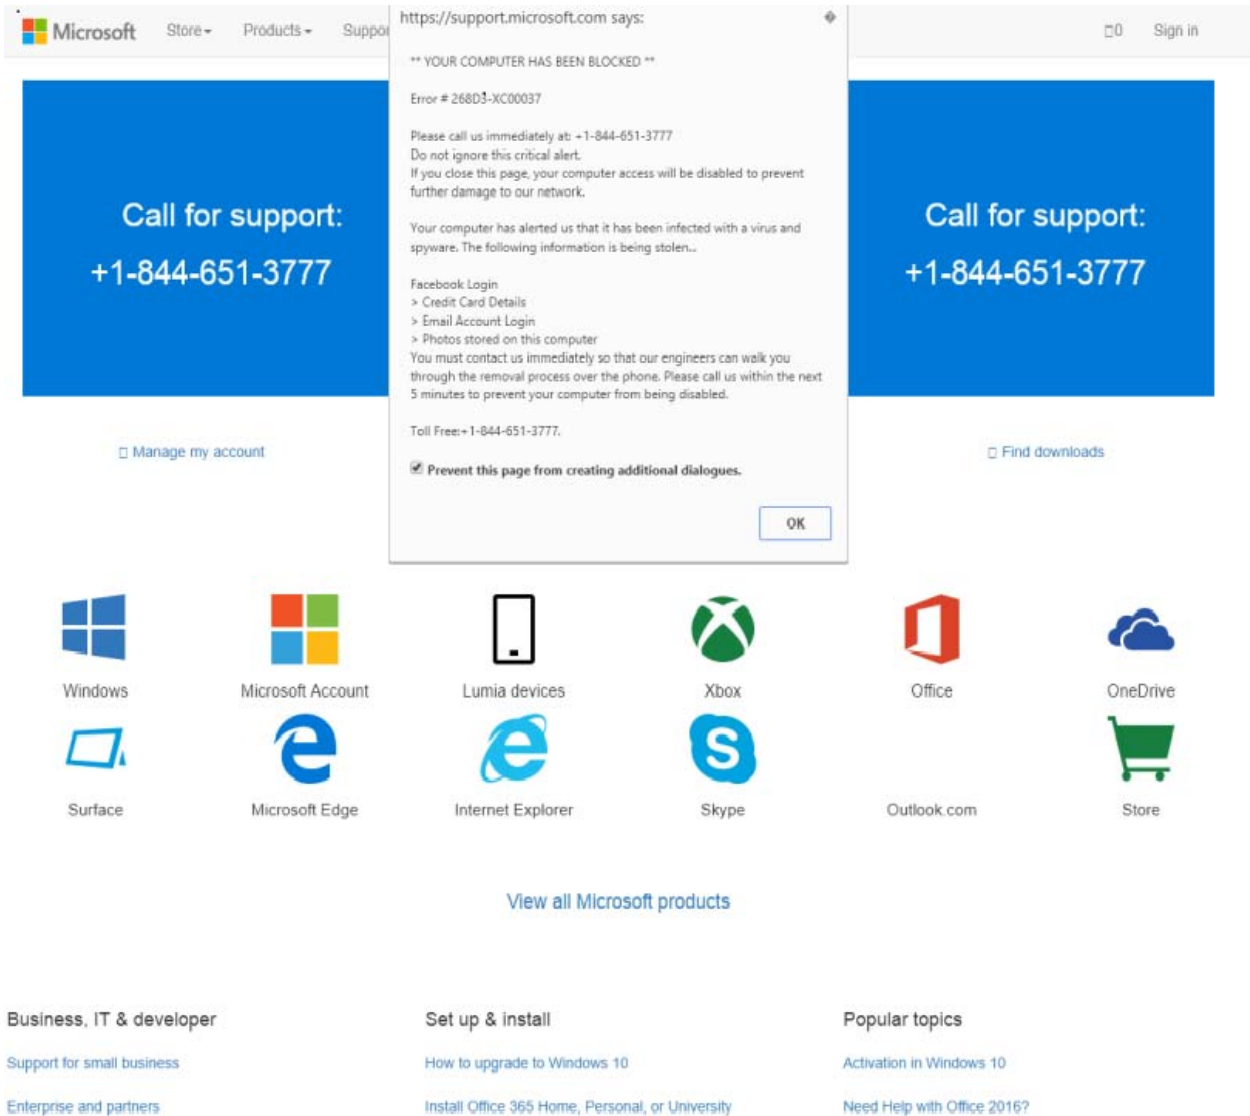 Microsoft Store Products Suppor
0 Sign in
https://support.microsoft.com says:
** YOUR COMPUTER HAS BEEN BLOCKED **
Error # 268D3-XC00037
Please call us immediately at: +1-844-651-3777
Do not ignore this critical alert.
If you close this page, your computer access will be disabled to prevent
further damage to our network.
Your computer has alerted us that it has been infected with a virus and
spyware. The following information is being stolen...
Facebook Login
> Credit Card Details
> Email Account Login
> Photos stored on this computer
You must contact us immediately so that our engineers can walk you
through the removal process over the phone. Please call us within the next
5 minutes to prevent your computer from being disabled.
Toll Free:+1-844-651-3777.
Prevent this page from creating additional dialogues.
OK
Call for support:
+1-844-651-3777
Call for support:
+1-844-651-3777
Manage my account
Find downloads
Windows
Microsoft Account
Lumia devices
Xbox
Office
OneDrive
Surface
Microsoft Edge
Internet Explorer
Skype
Outlook.com
Store
View all Microsoft products
Business, IT & developer
Support for small business
Enterprise and partners
Set up & install
How to upgrade to Windows 10
Install Office 365 Home, Personal, or University
Popular topics
Activation in Windows 10
Need Help with Office 2016?